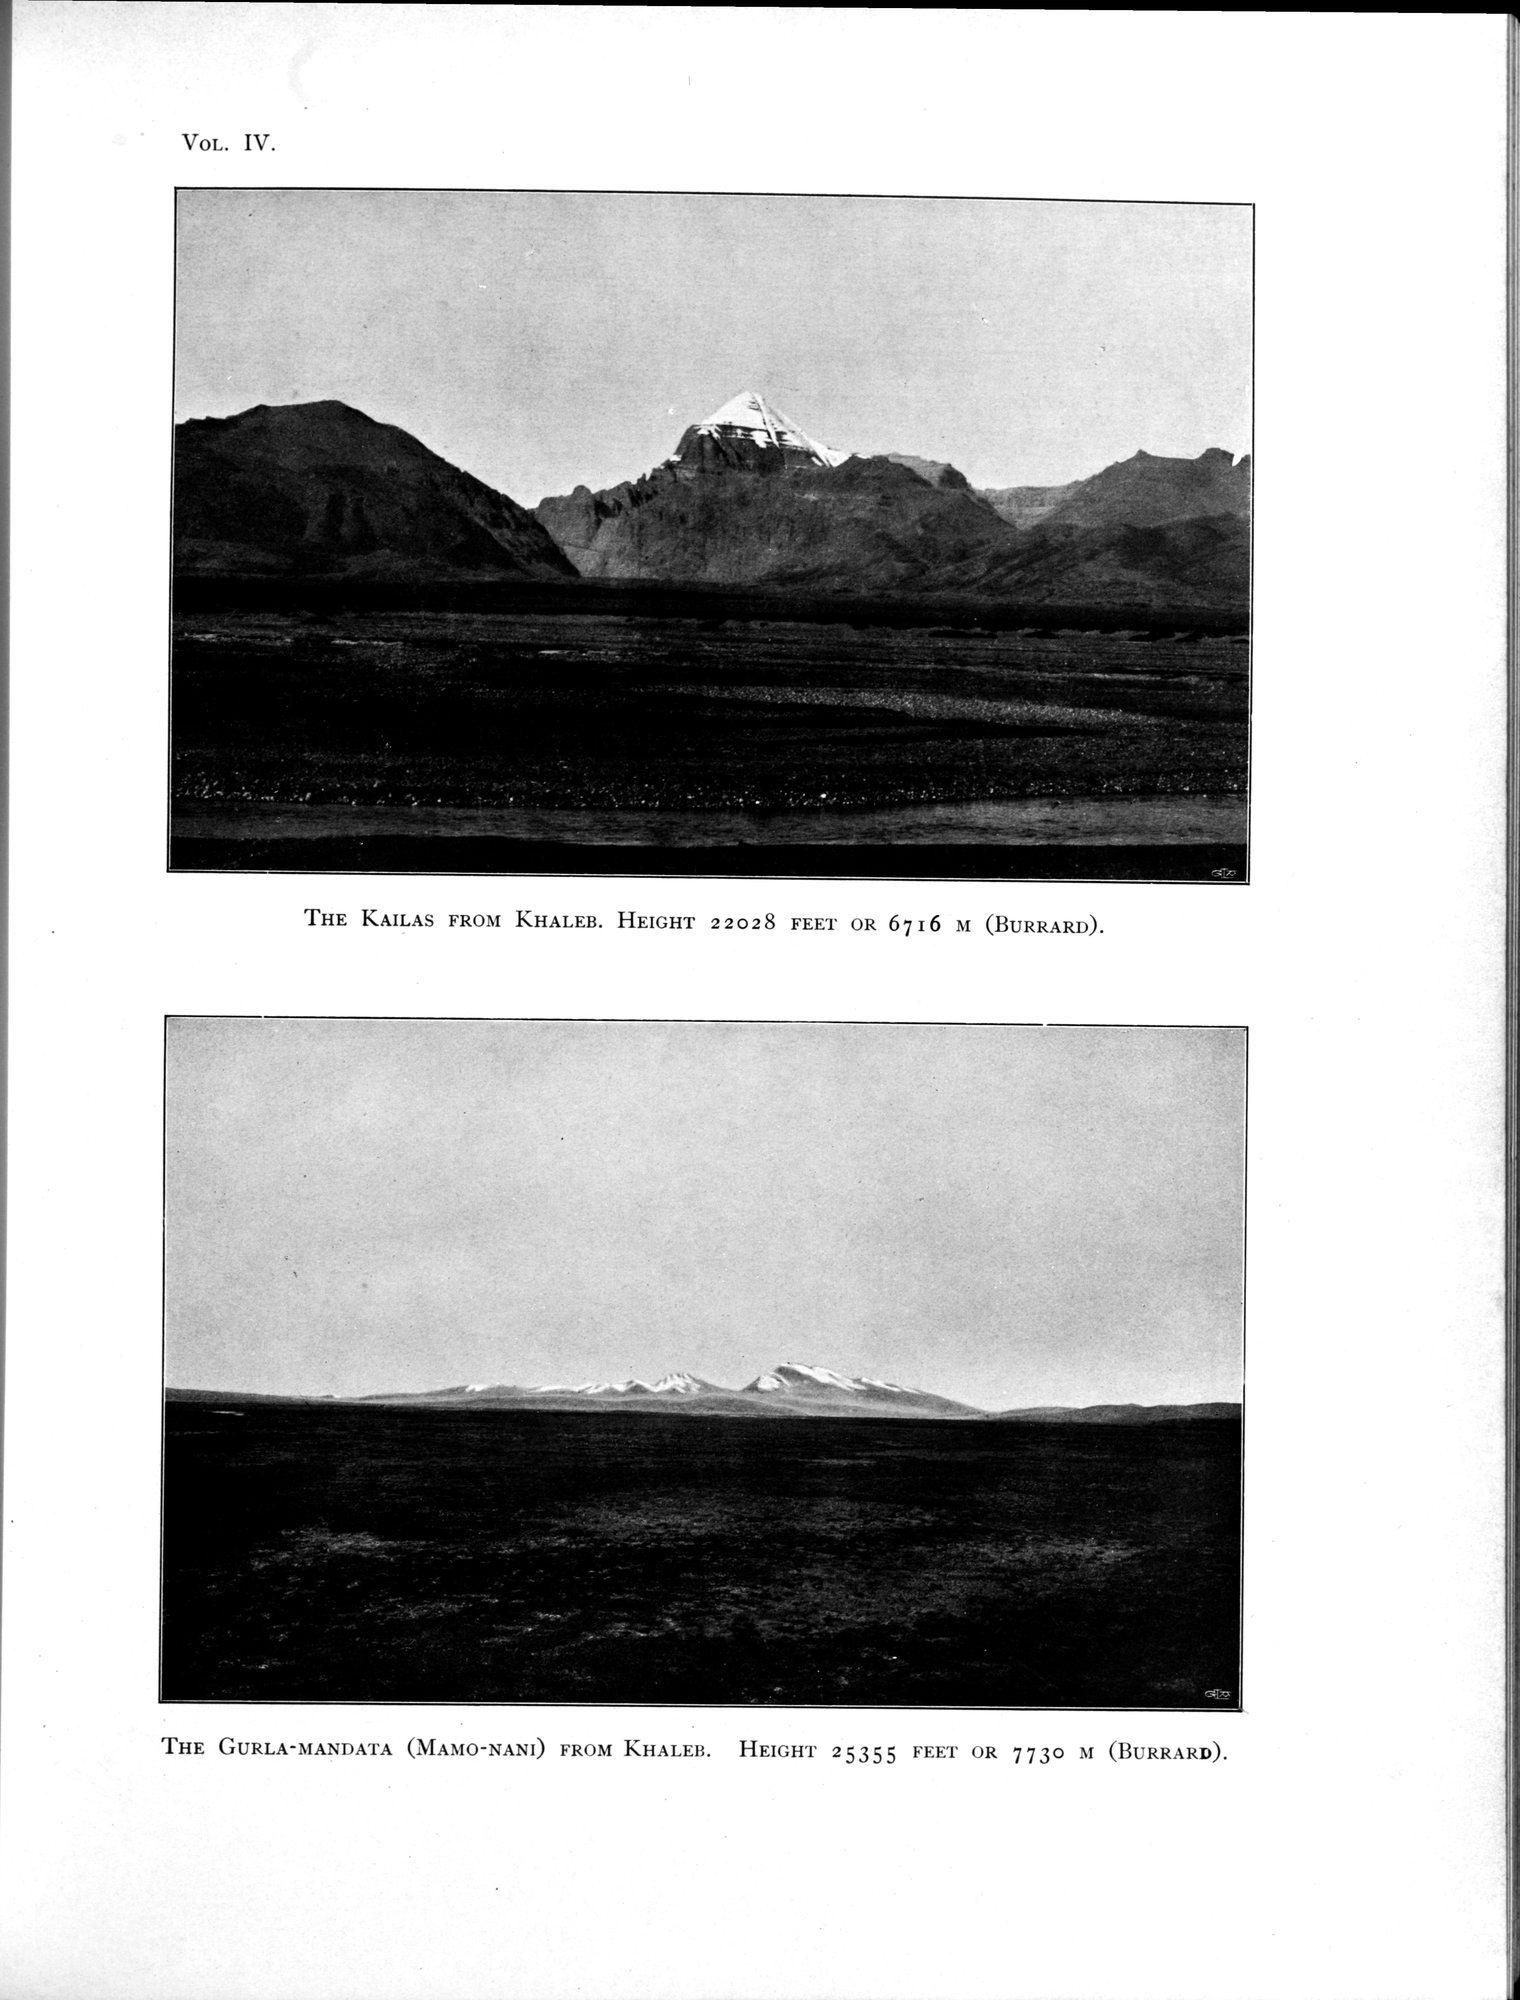 Vol. IV.
The Kailas from Khaleb. Height 22028 feet or 6716 m (Burrard).
The Gurla-mandata (Mamo-nani) from Khaleb. Height 25355 feet or 7730 m (Burrard).